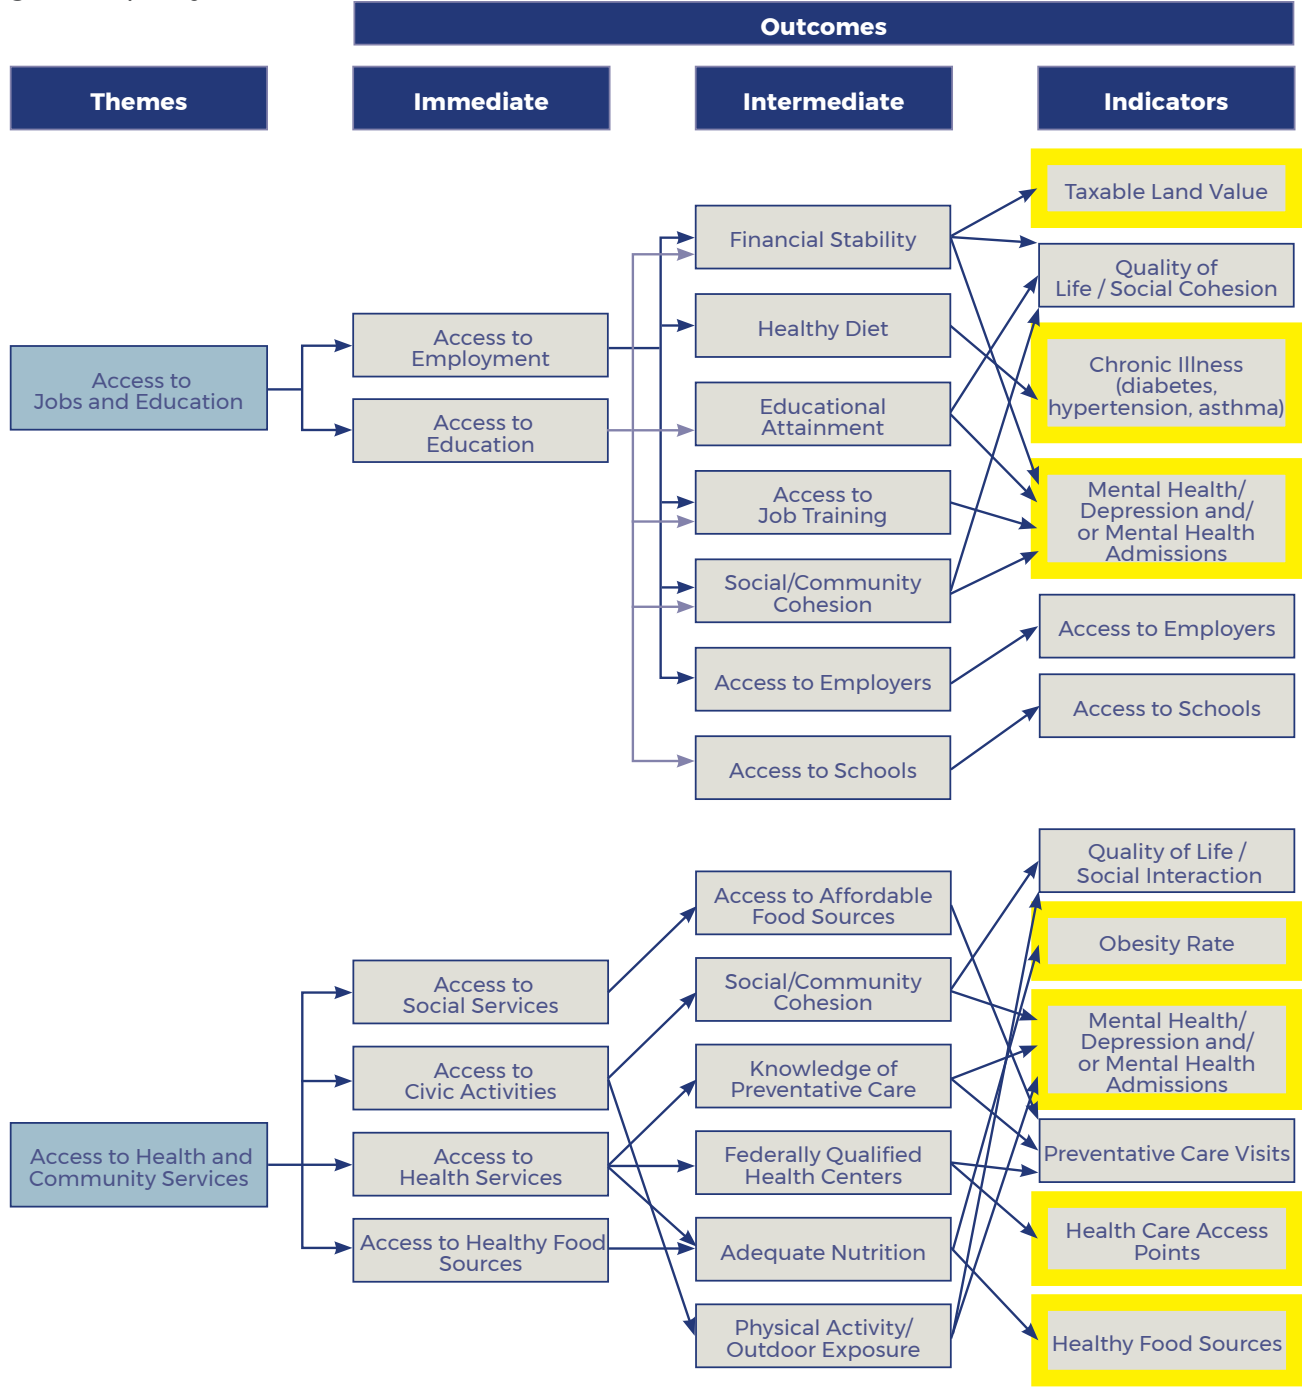 Outcomes
Themes
Immediate
Intermediate
Indicators
Access to
Jobs and Education
Access to
Employment
Access to
Education
Financial Stability
Healthy Diet
Educational
Attainment
Access to
Job Training
Social/Community
Cohesion
Access to Employers
Access to Schools
Taxable Land Value
Quality of
Life / Social Cohesion
Chronic Illness
(diabetes,
hypertension, asthma)
Mental Health/
Depression and/
or Mental Health
Admissions
Access to Employers
Access to Schools
Access to Health and
Community Services
Access to
Social Services
Access to
Civic Activities
Access to
Health Services
Access to Healthy Food
Sources
Access to Affordable
Food Sources
Social/Community
Cohesion
Knowledge of
Preventative Care
Federally Qualified
Health Centers
Adequate Nutrition
Physical Activity/
Outdoor Exposure
Quality of Life /
Social Interaction
Obesity Rate
Mental Health/
Depression and/
or Mental Health
Admissions
Preventative Care Visits
Health Care Access
Points
Healthy Food Sources